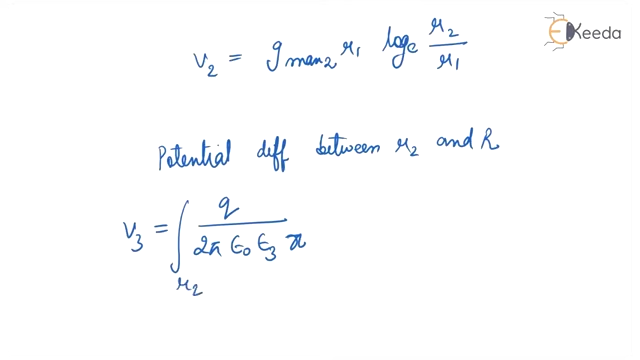 EKeeda
V₂ = g max₂ r₁ logₑ r₂/r₁
Potential diff between r₂ and R
V₃ = ∫r₂ q/2π ε₀ ε₃ x